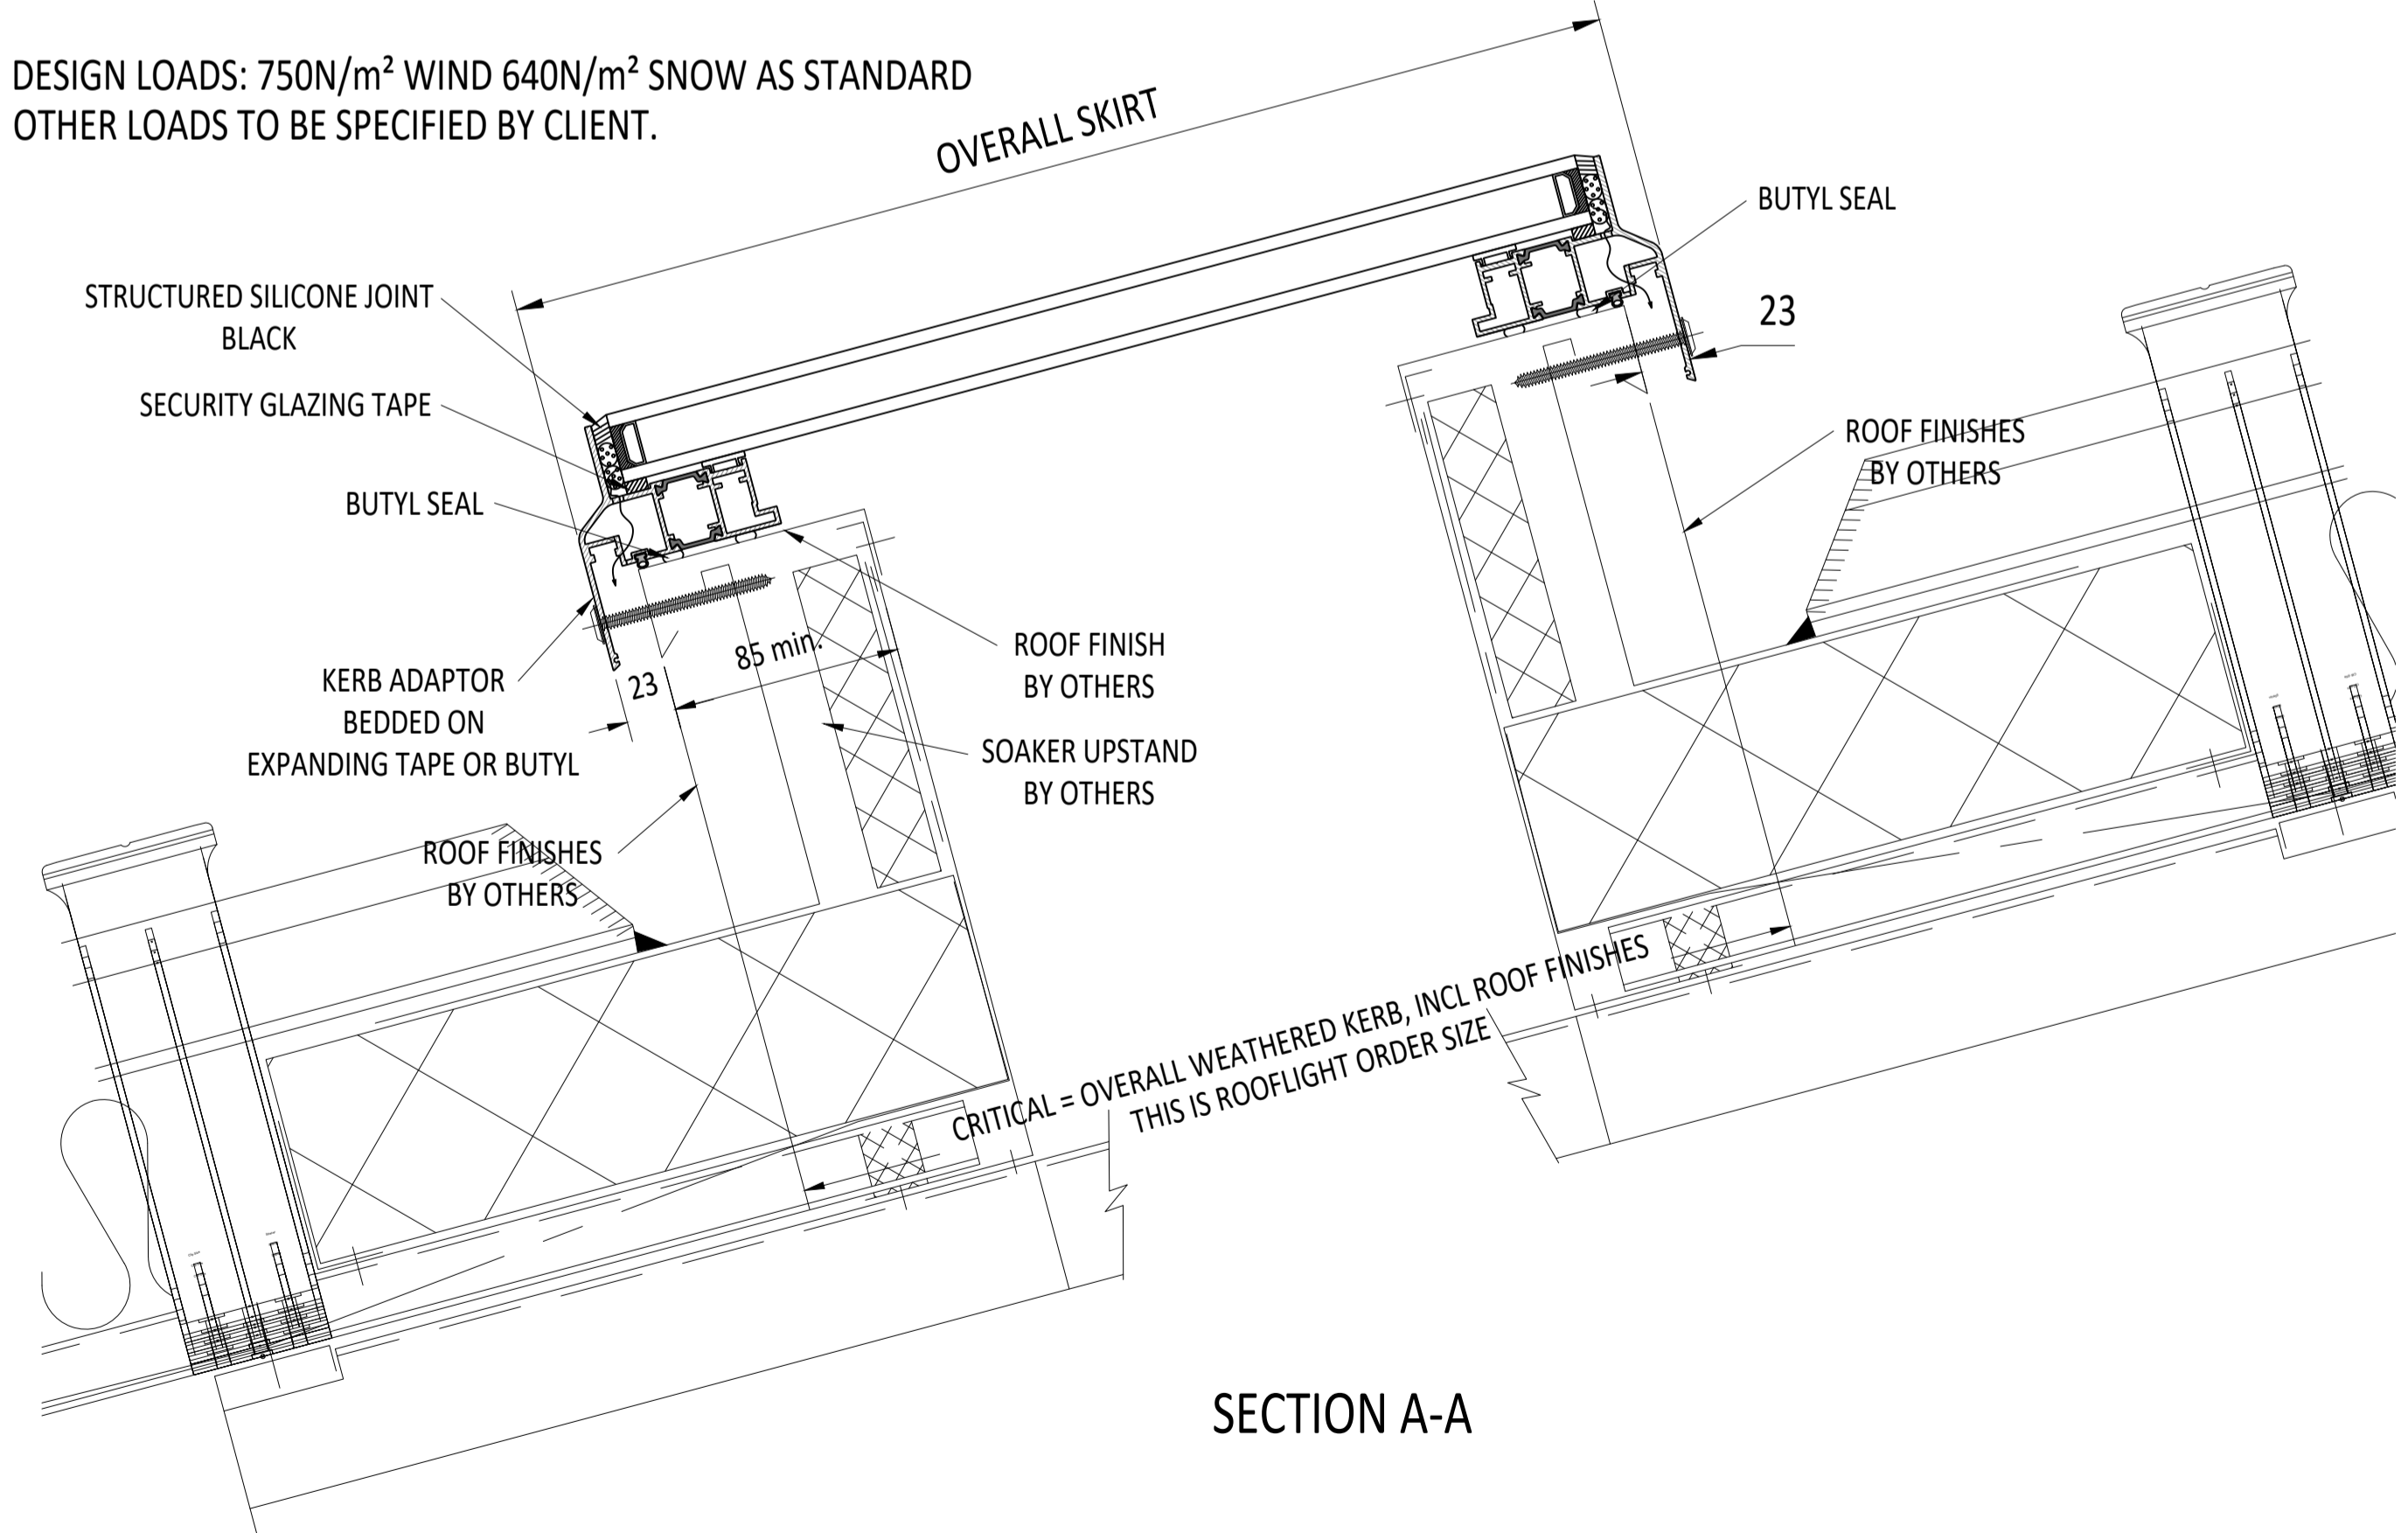 DESIGN LOADS: 750N/m² WIND 640N/m² SNOW AS STANDARD
OTHER LOADS TO BE SPECIFIED BY CLIENT.
OVERALL SKIRT
BUTYL SEAL
STRUCTURED SILICONE JOINT
BLACK
23
SECURITY GLAZING TAPE
ROOF FINISHES
BY OTHERS
BUTYL SEAL
ROOF FINISH
BY OTHERS
85 min.
23
KERB ADAPTOR
BEDDED ON
EXPANDING TAPE OR BUTYL
SOAKER UPSTAND
BY OTHERS
ROOF FINISHES
BY OTHERS
CRITICAL = OVERALL WEATHERED KERB, INCL ROOF FINISHES
THIS IS ROOFLIGHT ORDER SIZE
SECTION A-A